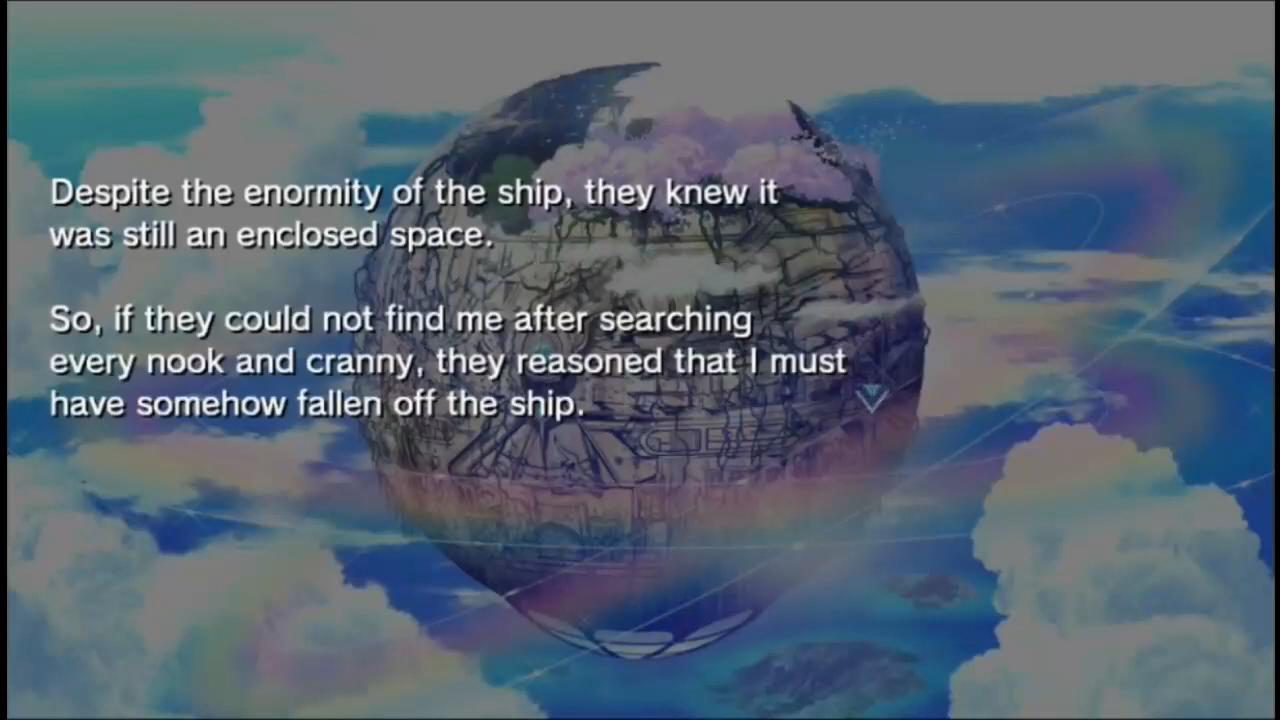 Despite the enormity of the ship, they knew it
was still an enclosed space.
So, if they could not find me after searching
every nook and cranny, they reasoned that I must
have somehow fallen off the ship.